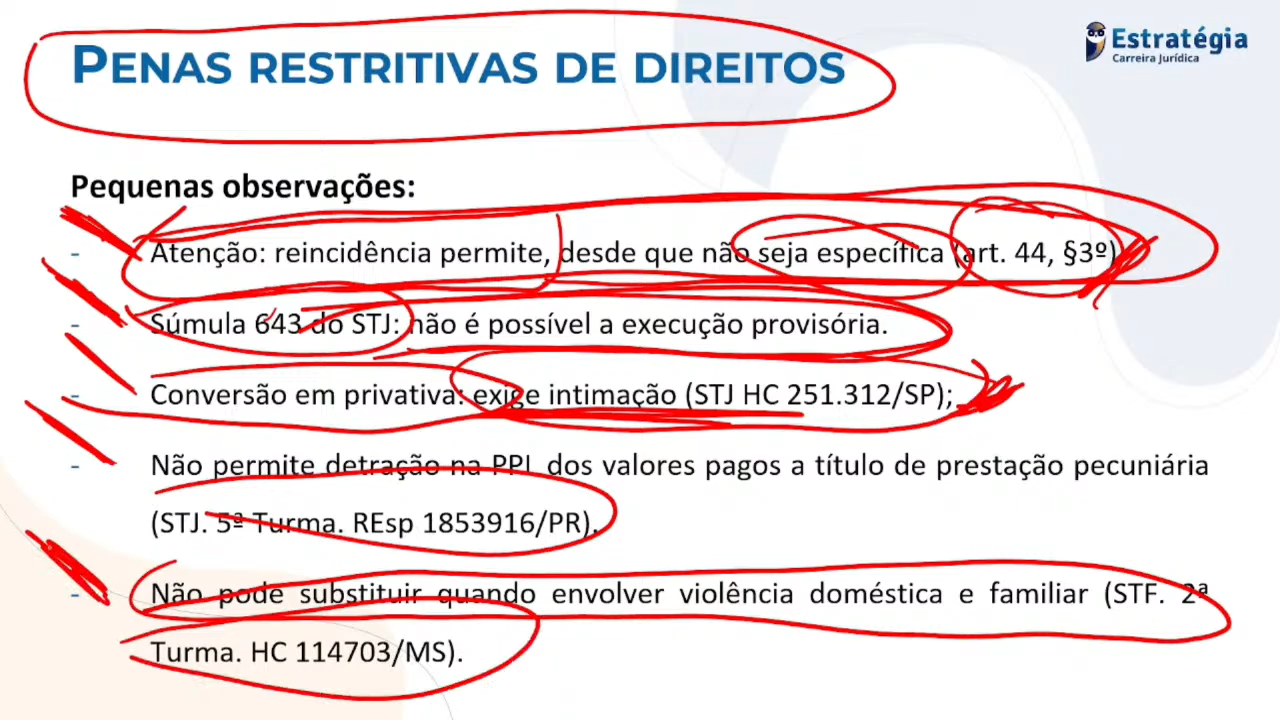 PENAS RESTRITIVAS DE DIREITOS
Estratégia
Carreira Jurídica
Pequenas observações:
- Atenção: reincidência permite, desde que não seja específica (art. 44, §3º)
- Súmula 643 do STJ: não é possível a execução provisória.
- Conversão em privativa: exige intimação (STJ HC 251.312/SP);
- Não permite detração na PPL dos valores pagos a título de prestação pecuniária
(STJ. 5ª Turma. REsp 1853916/PR).
- Não pode substituir quando envolver violência doméstica e familiar (STF. 2ª
Turma. HC 114703/MS).